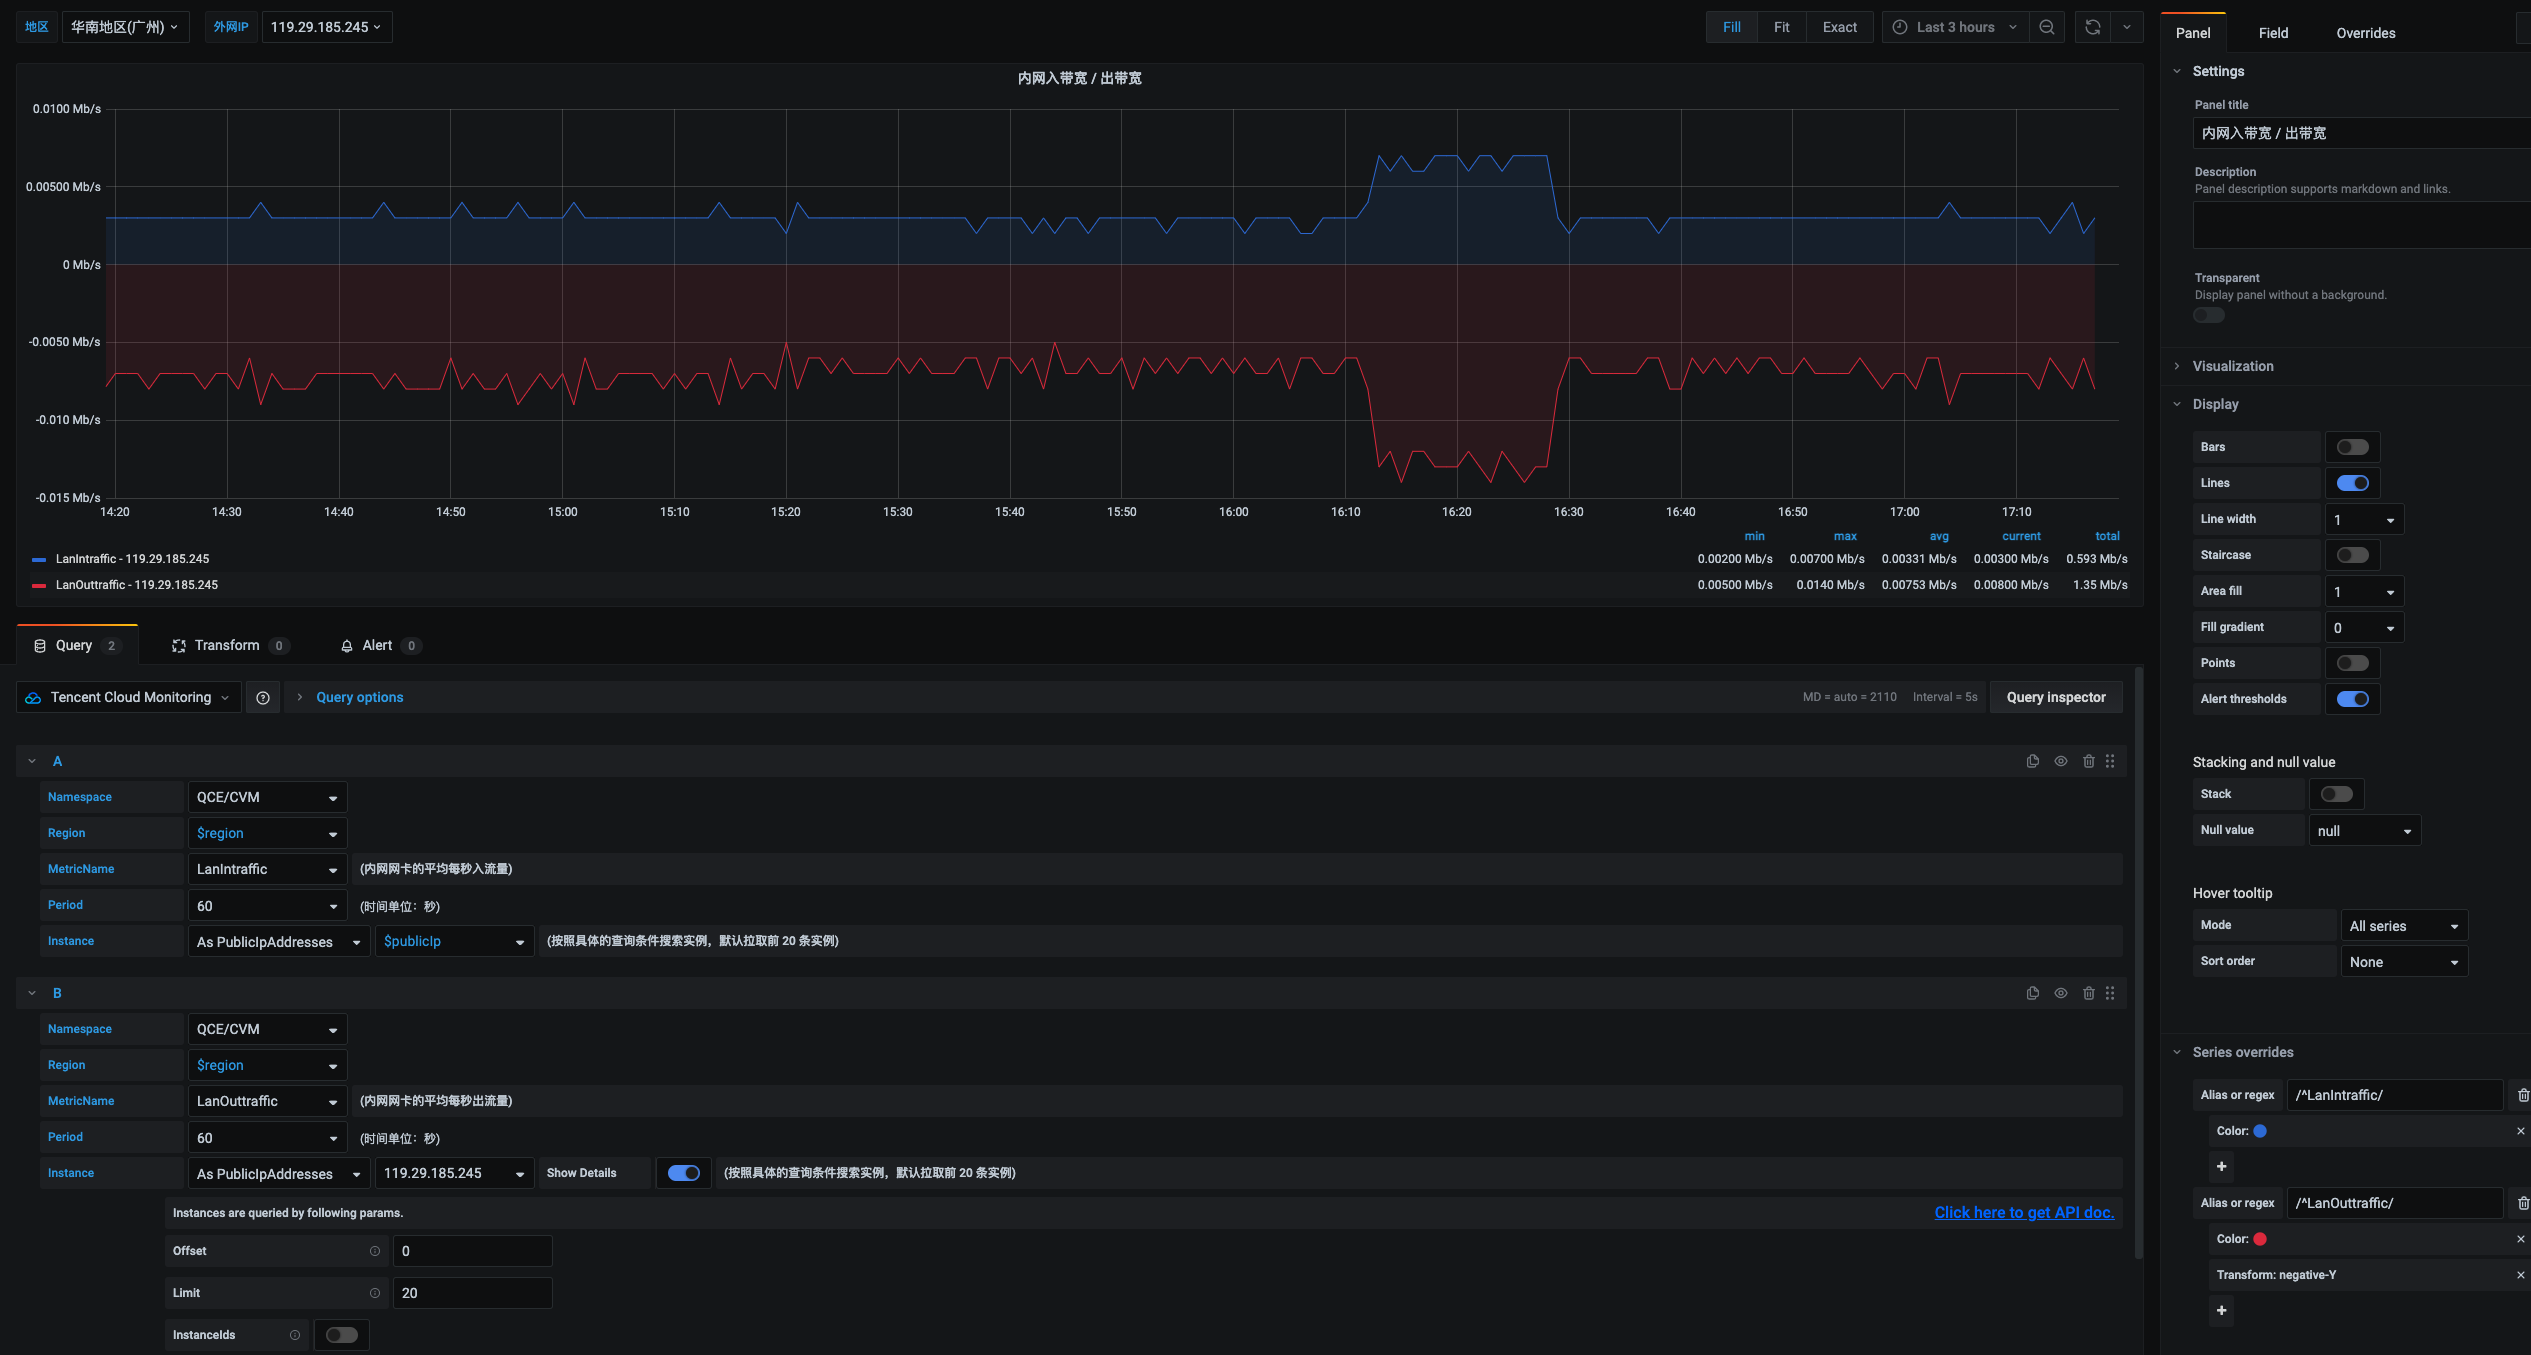 地区 华南地区(广州) 外网IP 119.29.185.245 Fill Fit Exact Last 3 hours
内网入带宽 / 出带宽
0.0100 Mb/s
0.00500 Mb/s
0 Mb/s
-0.0050 Mb/s
-0.010 Mb/s
-0.015 Mb/s
14:20 14:30 14:40 14:50 15:00 15:10 15:20 15:30 15:40 15:50 16:00 16:10 16:20 16:30 16:40 16:50 17:00 17:10
min max avg current total
LanIntraffic - 119.29.185.245 0.00200 Mb/s 0.00700 Mb/s 0.00331 Mb/s 0.00300 Mb/s 0.593 Mb/s
LanOuttraffic - 119.29.185.245 0.00500 Mb/s 0.0140 Mb/s 0.00753 Mb/s 0.00800 Mb/s 1.35 Mb/s
Query 2 Transform 0 Alert 0
Tencent Cloud Monitoring Query options MD = auto = 2110 Interval = 5s Query inspector
A
Namespace QCE/CVM
Region $region
MetricName LanIntraffic (内网网卡的平均每秒入流量)
Period 60 (时间单位：秒)
Instance As PublicIpAddresses $publicIp (按照具体的查询条件搜索实例，默认拉取前 20 条实例)
B
Namespace QCE/CVM
Region $region
MetricName LanOuttraffic (内网网卡的平均每秒出流量)
Period 60 (时间单位：秒)
Instance As PublicIpAddresses 119.29.185.245 Show Details (按照具体的查询条件搜索实例，默认拉取前 20 条实例)
Instances are queried by following params. Click here to get API doc.
Offset 0
Limit 20
InstanceIds
Panel Field Overrides
Settings
Panel title
内网入带宽 / 出带宽
Description
Panel description supports markdown and links.
Transparent
Display panel without a background.
Visualization
Display
Bars
Lines
Line width 1
Staircase
Area fill 1
Fill gradient 0
Points
Alert thresholds
Stacking and null value
Stack
Null value null
Hover tooltip
Mode All series
Sort order None
Series overrides
Alias or regex /^LanIntraffic/
Color:
Alias or regex /^LanOuttraffic/
Color:
Transform: negative-Y